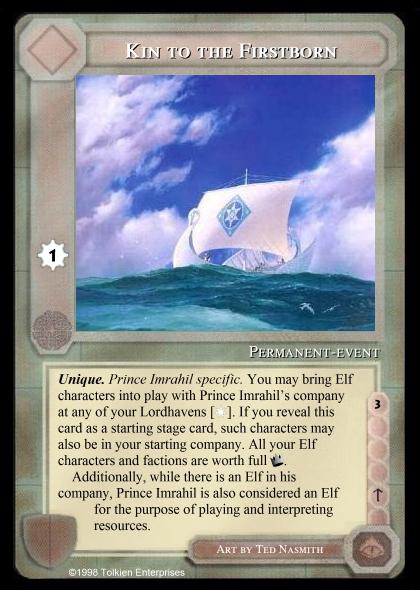 Kin to the Firstborn
1
Permanent-event
Unique. Prince Imrahil specific. You may bring Elf
characters into play with Prince Imrahil's company
at any of your Lordhavens [ ]. If you reveal this
card as a starting stage card, such characters may
also be in your starting company. All your Elf
characters and factions are worth full .
Additionally, while there is an Elf in his
company, Prince Imrahil is also considered an Elf
for the purpose of playing and interpreting
resources.
3
Art by Ted Nasmith
©1998 Tolkien Enterprises